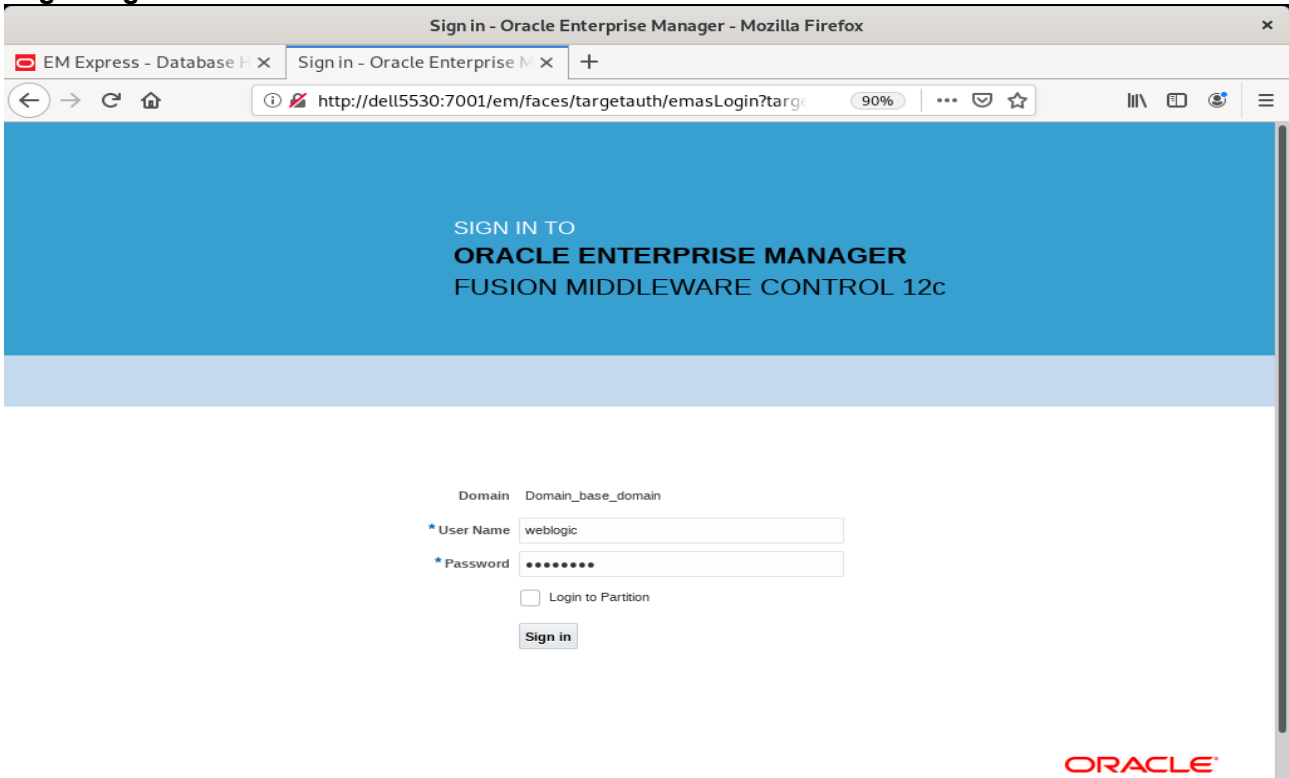 Sign in - Oracle Enterprise Manager - Mozilla Firefox
EM Express - Database H
Sign in - Oracle Enterprise M
http://dell5530:7001/em/faces/targetauth/emasLogin?targe
90%
SIGN IN TO
ORACLE ENTERPRISE MANAGER
FUSION MIDDLEWARE CONTROL 12c
Domain Domain_base_domain
* User Name weblogic
* Password ••••••••
Login to Partition
Sign in
ORACLE